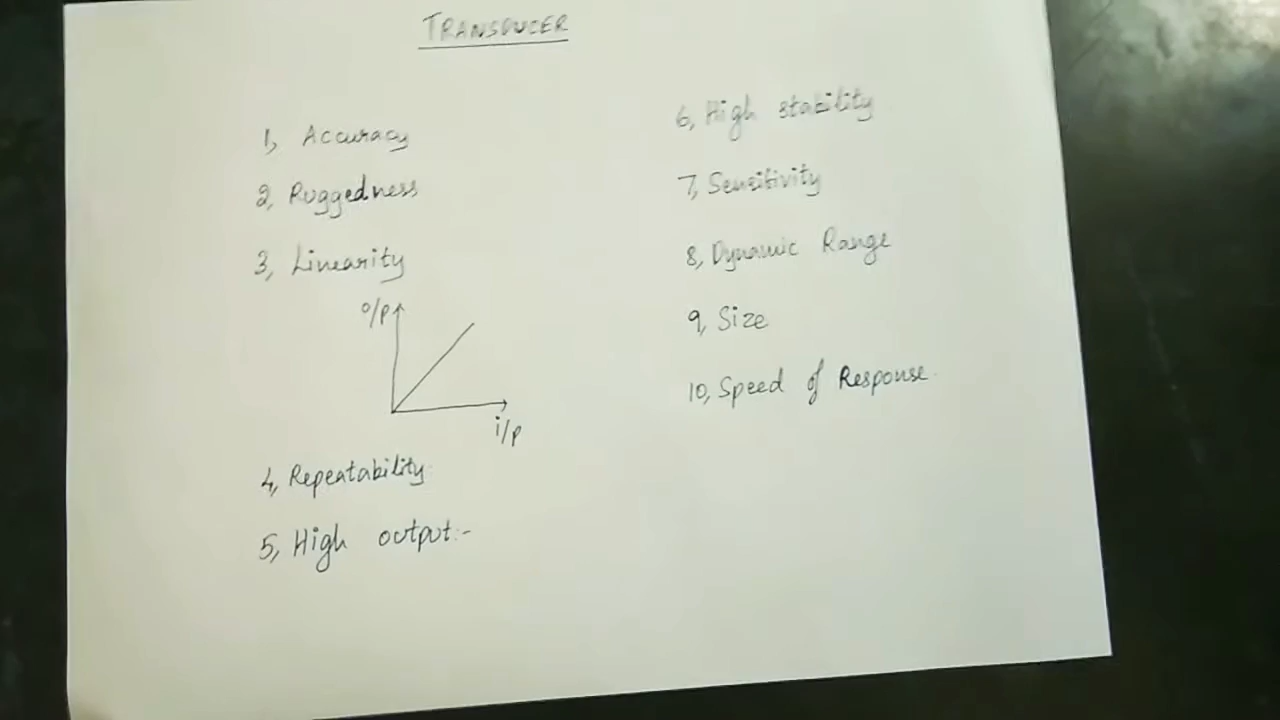 TRANSDUCER
1, Accuracy
2, Ruggedness
3, Linearity
o/p
i/p
4, Repeatability
5, High output:-
6, High stability
7, Sensitivity
8, Dynamic Range
9, Size
10, Speed of Response.